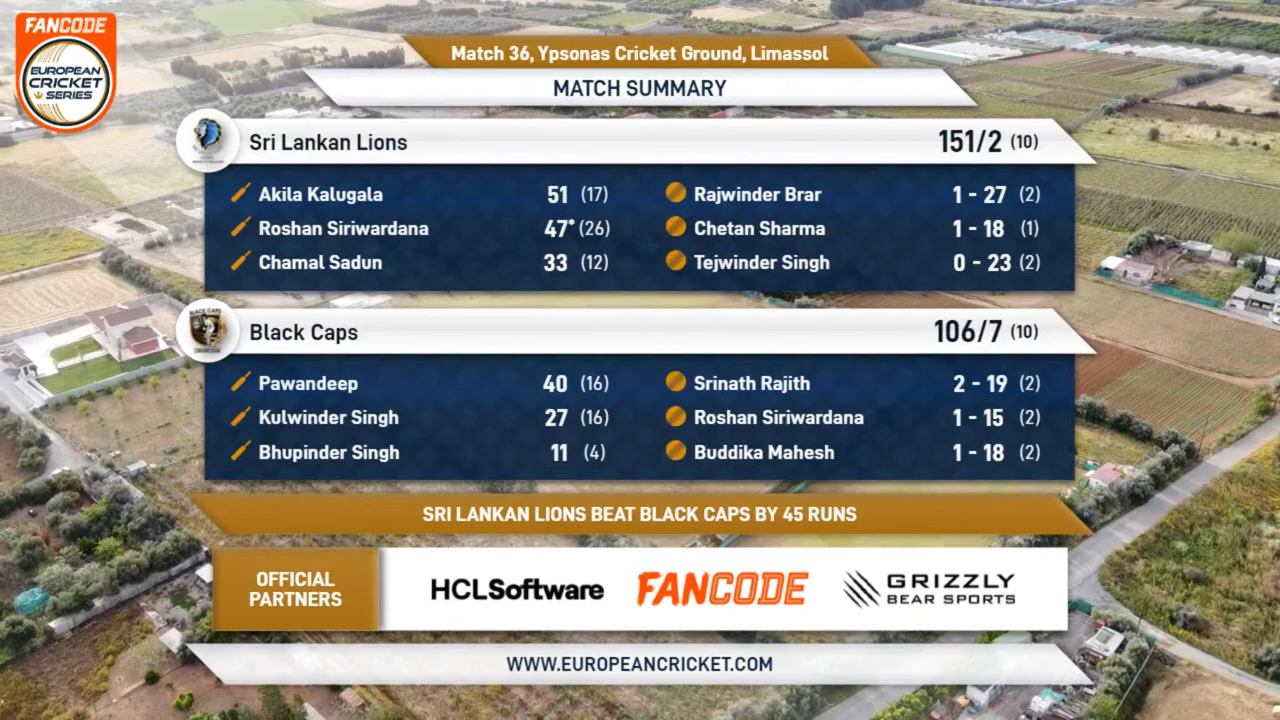 FANCODE
EUROPEAN
CRICKET
SERIES
Match 36, Ypsonas Cricket Ground, Limassol
MATCH SUMMARY
Sri Lankan Lions 151/2 (10)
Akila Kalugala 51 (17) Rajwinder Brar 1 - 27 (2)
Roshan Siriwardana 47* (26) Chetan Sharma 1 - 18 (1)
Chamal Sadun 33 (12) Tejwinder Singh 0 - 23 (2)
BLACK CAPS
Black Caps 106/7 (10)
Pawandeep 40 (16) Srinath Rajith 2 - 19 (2)
Kulwinder Singh 27 (16) Roshan Siriwardana 1 - 15 (2)
Bhupinder Singh 11 (4) Buddika Mahesh 1 - 18 (2)
SRI LANKAN LIONS BEAT BLACK CAPS BY 45 RUNS
OFFICIAL
PARTNERS
HCLSoftware FANCODE GRIZZLY
BEAR SPORTS
WWW.EUROPEANCRICKET.COM